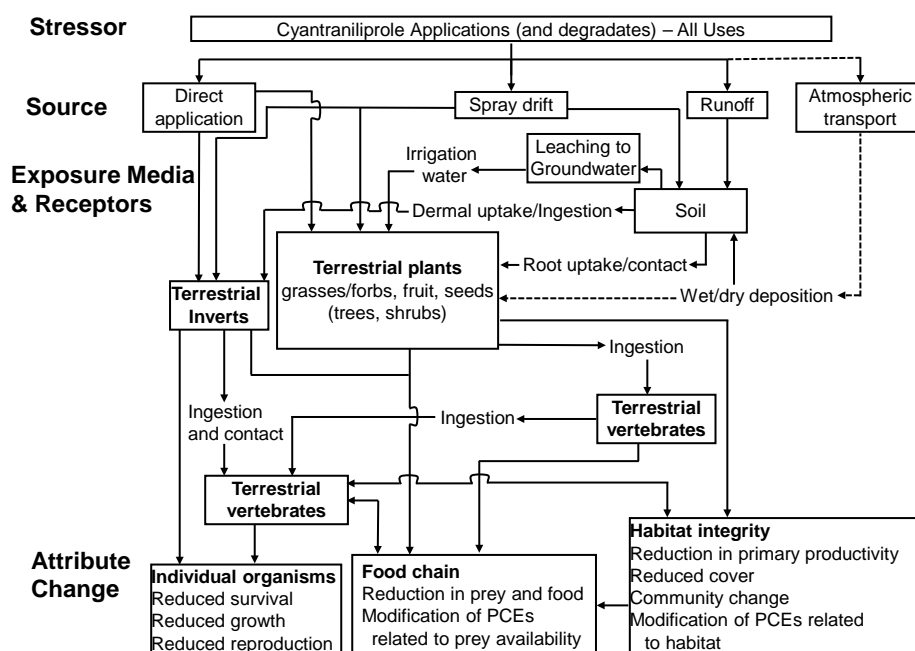 Stressor
Cyantraniliprole Applications (and degradates) – All Uses
Source
Direct
application
Spray drift
Runoff
Atmospheric
transport
Exposure Media
& Receptors
Irrigation
water
Leaching to
Groundwater
Dermal uptake/Ingestion
Soil
Terrestrial plants
grasses/forbs, fruit, seeds
(trees, shrubs)
Root uptake/contact
Wet/dry deposition
Terrestrial
Inverts
Ingestion
Ingestion
and contact
Ingestion
Terrestrial
vertebrates
Terrestrial
vertebrates
Attribute
Change
Individual organisms
Reduced survival
Reduced growth
Reduced reproduction
Food chain
Reduction in prey and food
Modification of PCEs
related to prey availability
Habitat integrity
Reduction in primary productivity
Reduced cover
Community change
Modification of PCEs related
to habitat